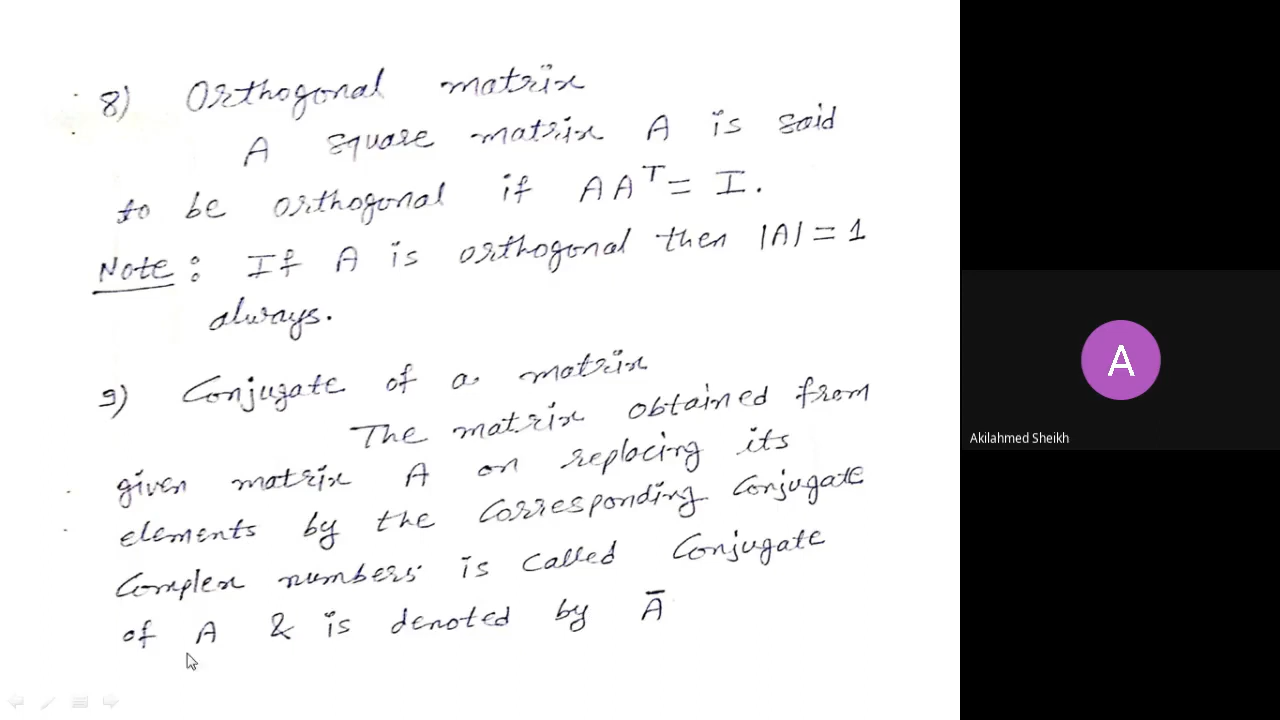 8) Orthogonal matrix
A square matrix A is said
to be orthogonal if AAᵀ = I.
Note : If A is orthogonal then |A| = 1
always.
9) Conjugate of a matrix
The matrix obtained from
given matrix A on replacing its
elements by the corresponding conjugate
complex numbers is called conjugate
of A & is denoted by Ā
A
Akilahmed Sheikh